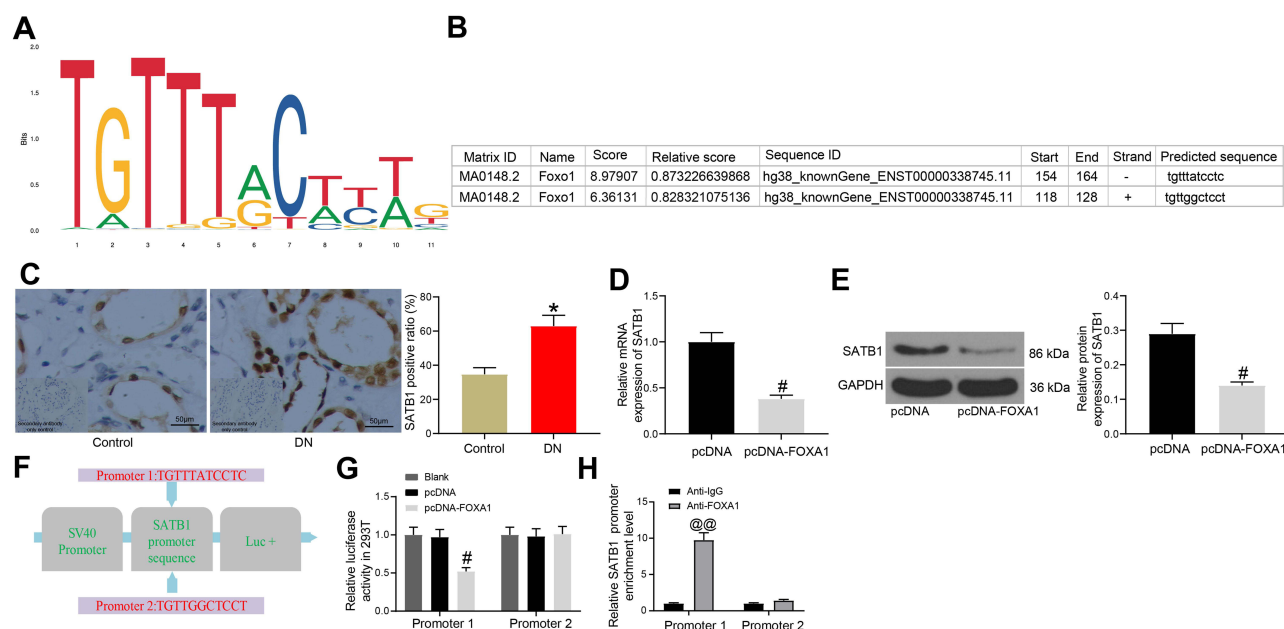 A
2.0
1.5
1.0
0.5
0.0
Bits
1 2 3 4 5 6 7 8 9 10 11
B
Matrix ID Name Score Relative score Sequence ID Start End Strand Predicted sequence
MA0148.2 Foxo1 8.97907 0.873226639868 hg38_knownGene_ENST00000338745.11 154 164 - tgtttatcctc
MA0148.2 Foxo1 6.36131 0.828321075136 hg38_knownGene_ENST00000338745.11 118 128 + tgttggctcct
C
Secondary antibody
only control
50μm
Control
Secondary antibody
only control
50μm
DN
SATB1 positive ratio (%)
80
60
40
20
0
*
Control DN
D
Relative mRNA
expression of SATB1
1.5
1.0
0.5
0.0
#
pcDNA pcDNA-FOXA1
E
SATB1 86 kDa
GAPDH 36 kDa
pcDNA pcDNA-FOXA1
Relative protein
expression of SATB1
0.4
0.3
0.2
0.1
0.0
#
pcDNA pcDNA-FOXA1
F
Promoter 1:TGTTTATCCTC
SV40
Promoter
SATB1
promoter
sequence
Luc +
Promoter 2:TGTTGGCTCCT
G
Blank
pcDNA
pcDNA-FOXA1
Relative luciferase
activity in 293T
1.5
1.0
0.5
0.0
#
Promoter 1 Promoter 2
H
Anti-IgG
Anti-FOXA1
Relative SATB1 promoter
enrichment level
15
10
5
0
@@
Promoter 1 Promoter 2